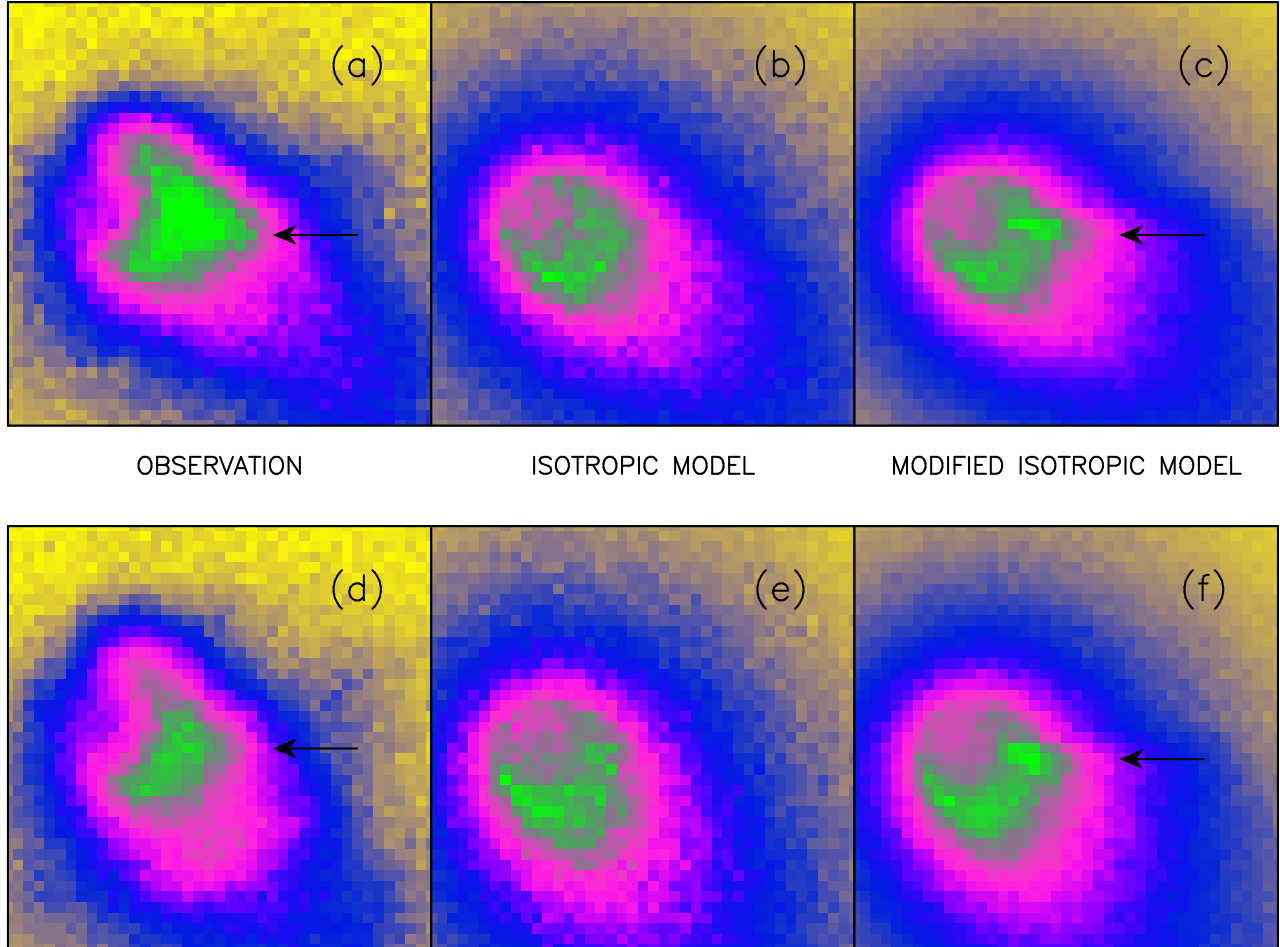 (a) (b) (c)
OBSERVATION ISOTROPIC MODEL MODIFIED ISOTROPIC MODEL
(d) (e) (f)